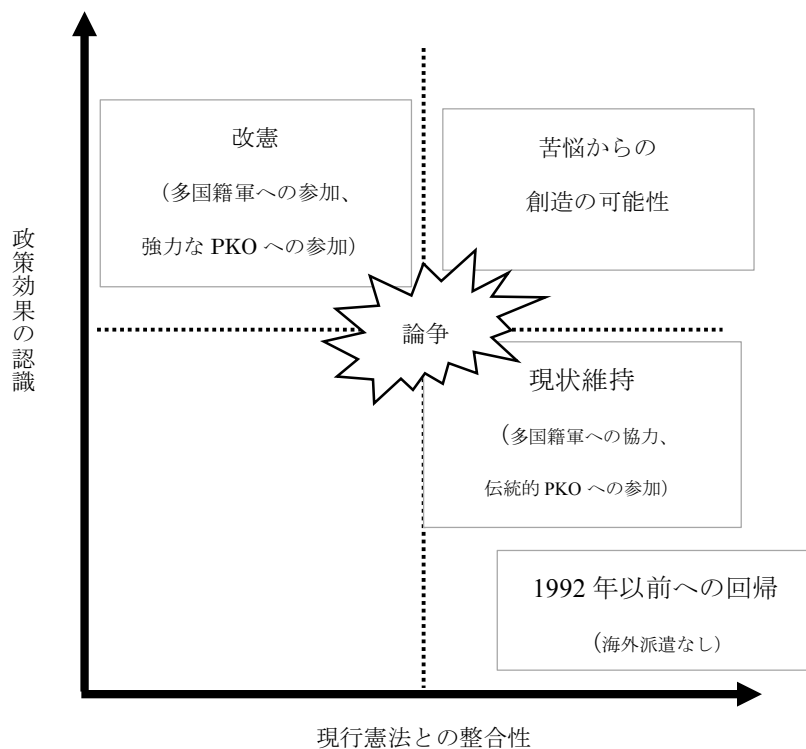 改憲
（多国籍軍への参加、
強力な PKO への参加）
苦悩からの
創造の可能性
政策効果の認識
論争
現状維持
（多国籍軍への協力、
伝統的 PKO への参加）
1992 年以前への回帰
（海外派遣なし）
現行憲法との整合性